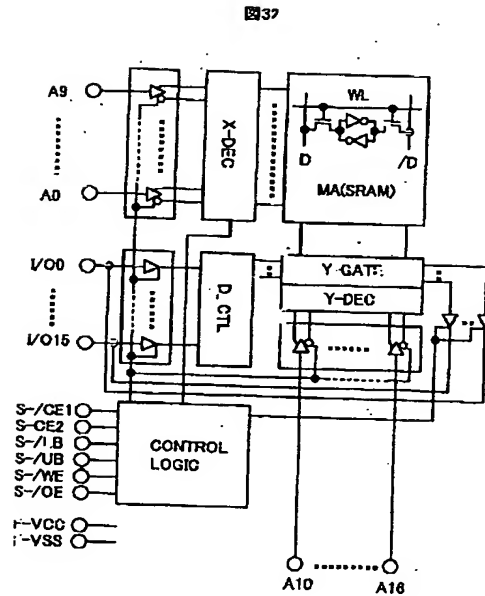 図37
A9
A0
X-DEC
WL
D
/D
MA(SRAM)
I/O0
I/O15
D_CTL
Y-GATE
Y-DEC
S-/CE1
S-CE2
S-/LB
S-/UB
S-/WE
S-/OE
CONTROL
LOGIC
F-VCC
F-VSS
A10
A16